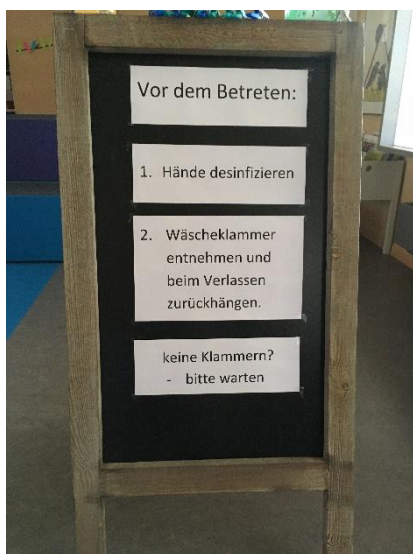 Vor dem Betreten:
1. Hände desinfizieren
2. Wäscheklammer
entnehmen und
beim Verlassen
zurückhängen.
keine Klammern?
- bitte warten